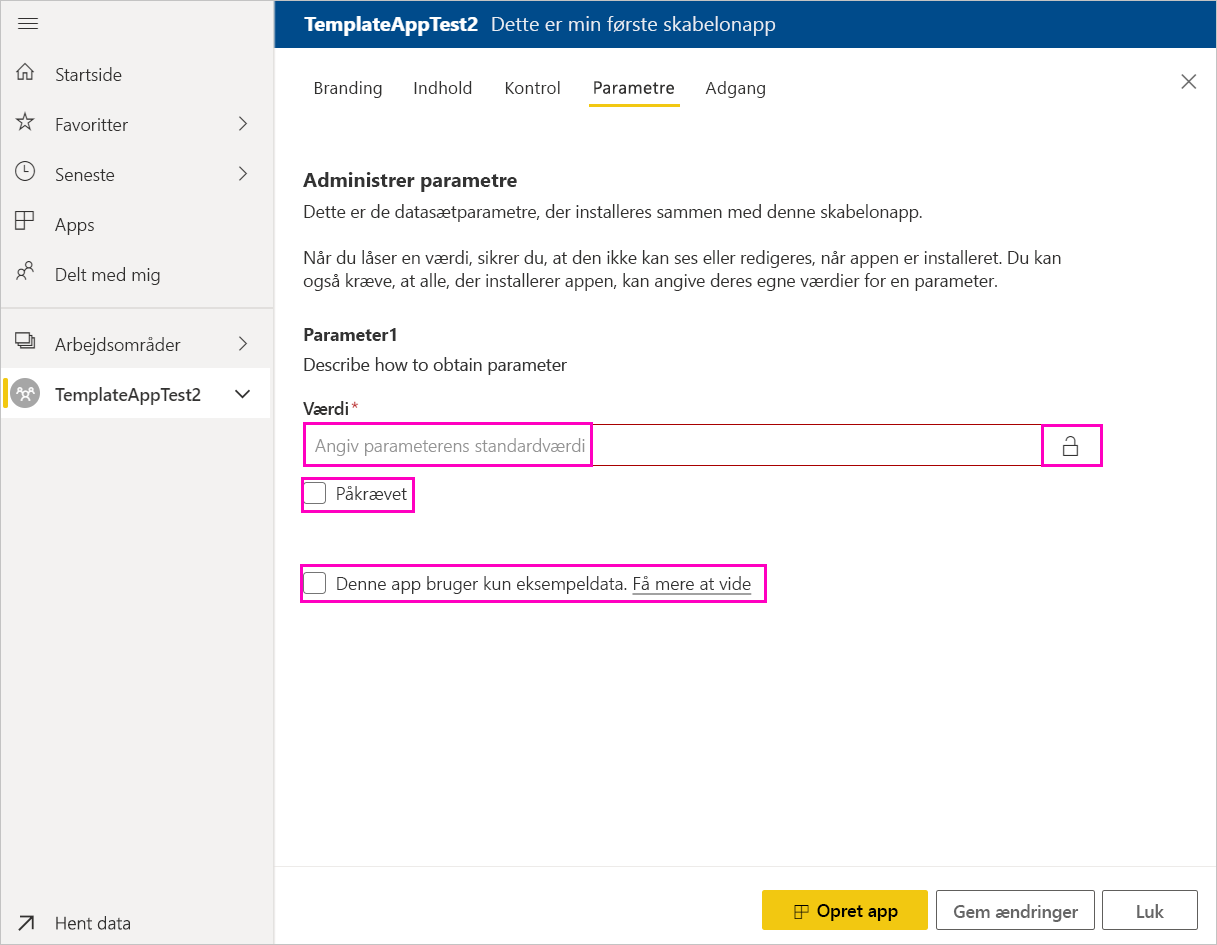 TemplateAppTest2 Dette er min første skabelonapp
Startside
Favoritter
Seneste
Apps
Delt med mig
Arbejdsområder
TemplateAppTest2
Hent data
Branding Indhold Kontrol Parametre Adgang
Administrer parametre
Dette er de datasætparametre, der installeres sammen med denne skabelonapp.
Når du låser en værdi, sikrer du, at den ikke kan ses eller redigeres, når appen er installeret. Du kan
også kræve, at alle, der installerer appen, kan angive deres egne værdier for en parameter.
Parameter1
Describe how to obtain parameter
Værdi*
Angiv parameterens standardværdi
Påkrævet
Denne app bruger kun eksempeldata. Få mere at vide
Opret app Gem ændringer Luk